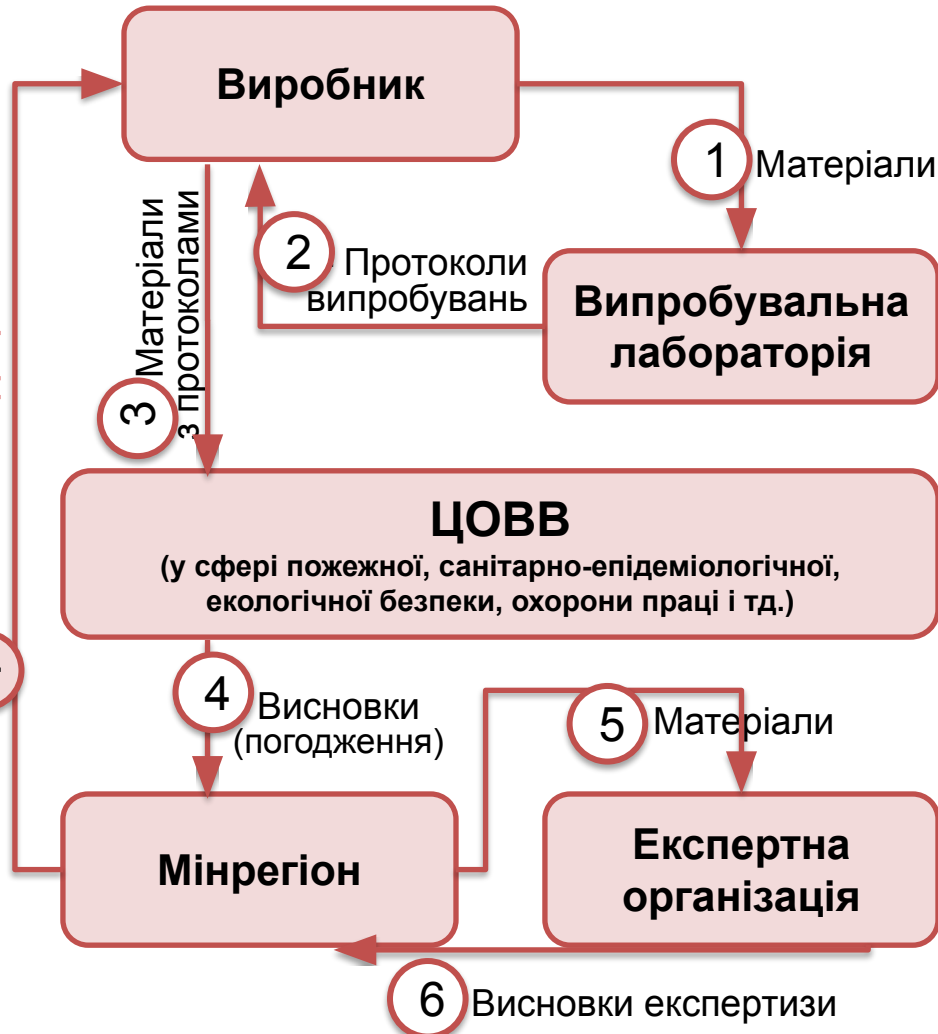 Виробник
1
Матеріали
2
Протоколи
випробувань
Випробувальна
лабораторія
3
Матеріали
з протоколами
ЦОВВ
(у сфері пожежної, санітарно-епідеміологічної,
екологічної безпеки, охорони праці і тд.)
4
Висновки
(погодження)
5
Матеріали
Мінрегіон
Експертна
організація
6
Висновки експертизи